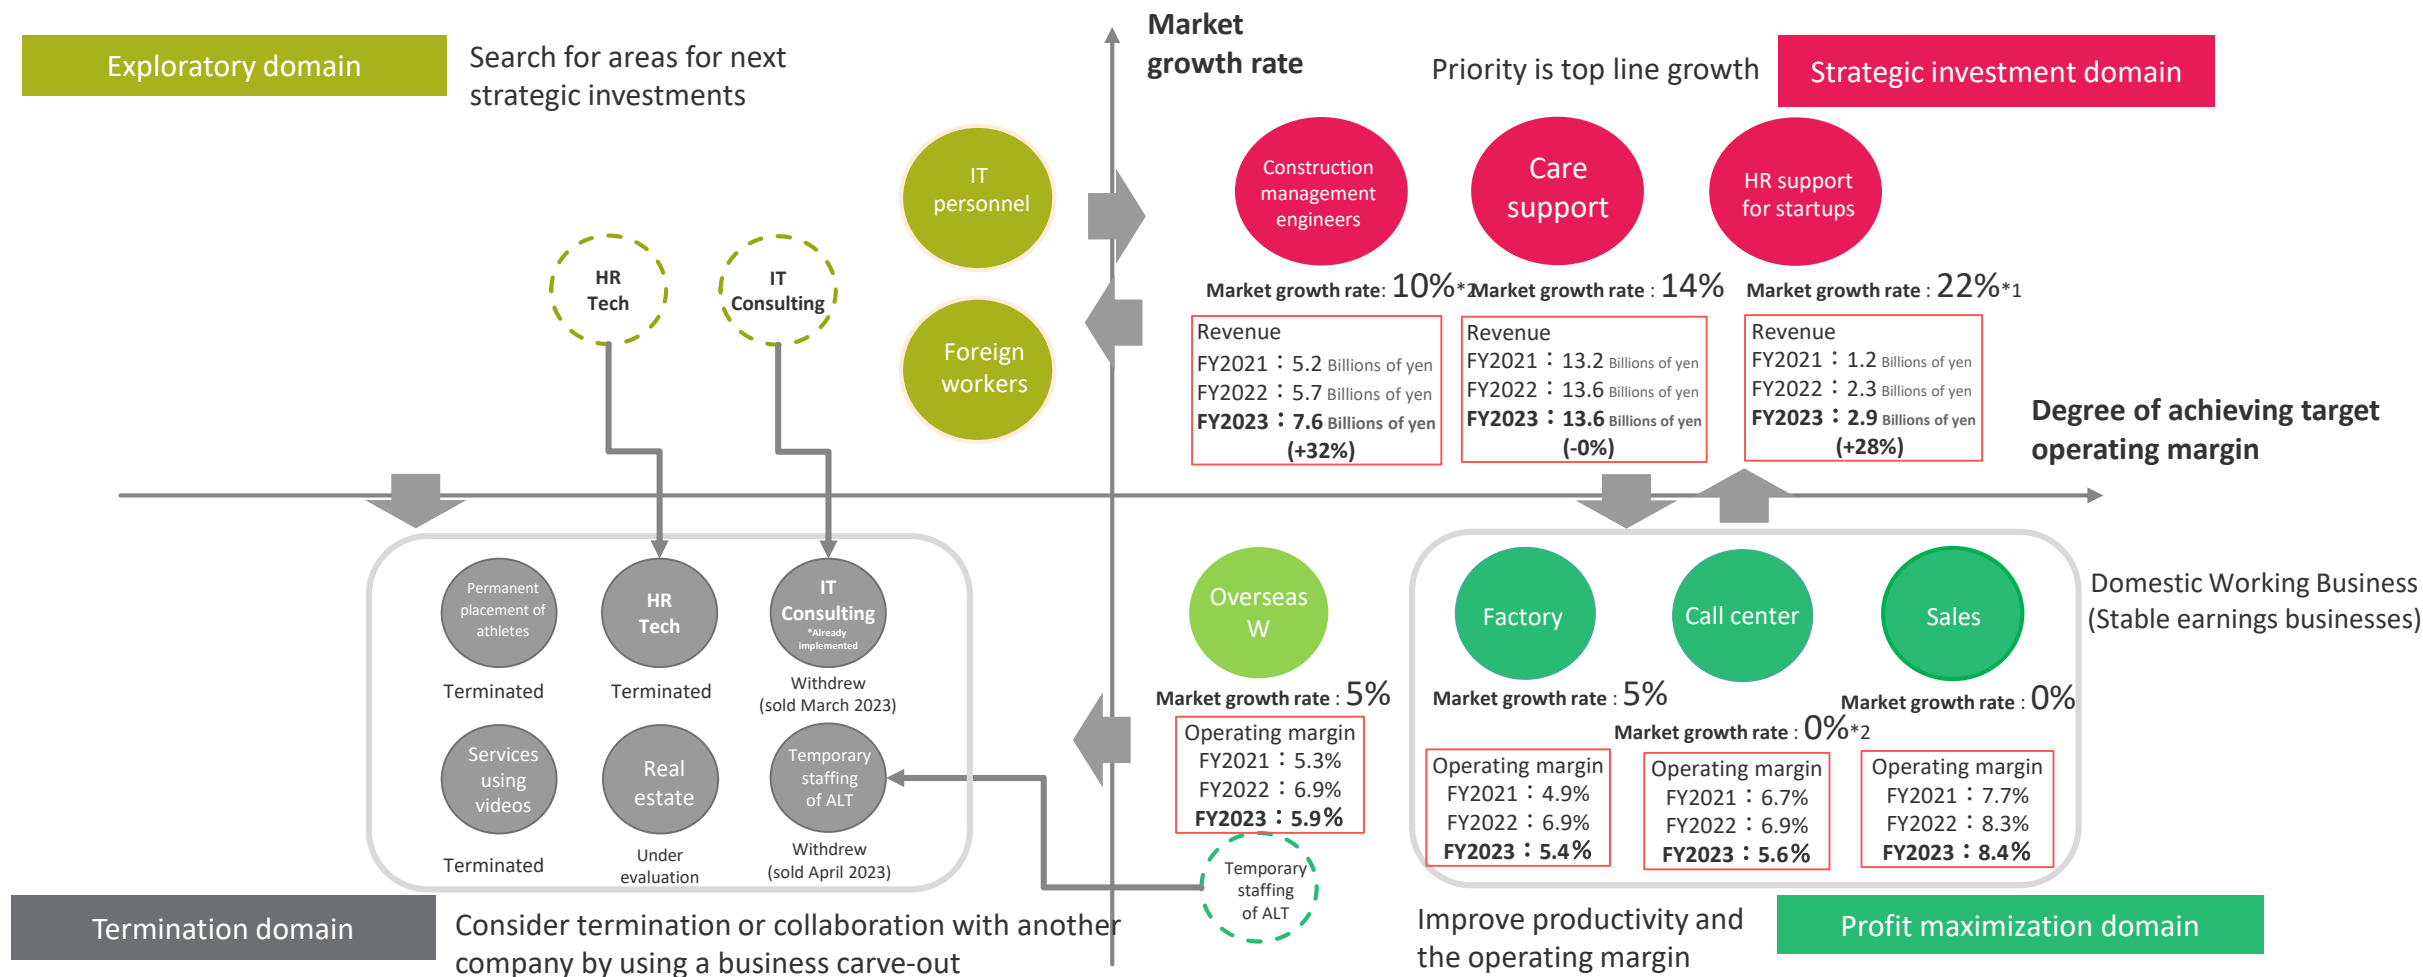 Exploratory domain
Search for areas for next
strategic investments
Market
growth rate
Priority is top line growth
Strategic investment domain
IT
personnel
Foreign
workers
HR
Tech
IT
Consulting
Construction
management
engineers
Care
support
HR support
for startups
Market growth rate: 10%*2
Market growth rate : 14%
Market growth rate : 22%*1
Revenue
FY2021：5.2 Billions of yen
FY2022：5.7 Billions of yen
FY2023：7.6 Billions of yen
(+32%)
Revenue
FY2021：13.2 Billions of yen
FY2022：13.6 Billions of yen
FY2023：13.6 Billions of yen
(-0%)
Revenue
FY2021：1.2 Billions of yen
FY2022：2.3 Billions of yen
FY2023：2.9 Billions of yen
(+28%)
Degree of achieving target
operating margin
Permanent
placement of
athletes
Terminated
HR
Tech
Terminated
IT
Consulting
*Already
implemented
Withdrew
(sold March 2023)
Services
using
videos
Terminated
Real
estate
Under
evaluation
Temporary
staffing
of ALT
Withdrew
(sold April 2023)
Overseas
W
Market growth rate : 5%
Operating margin
FY2021：5.3%
FY2022：6.9%
FY2023：5.9%
Temporary
staffing
of ALT
Factory
Market growth rate : 5%
Operating margin
FY2021：4.9%
FY2022：6.9%
FY2023：5.4%
Call center
Market growth rate : 0%*2
Operating margin
FY2021：6.7%
FY2022：6.9%
FY2023：5.6%
Sales
Market growth rate : 0%
Operating margin
FY2021：7.7%
FY2022：8.3%
FY2023：8.4%
Domestic Working Business
(Stable earnings businesses)
Termination domain
Consider termination or collaboration with another
company by using a business carve-out
Improve productivity and
the operating margin
Profit maximization domain